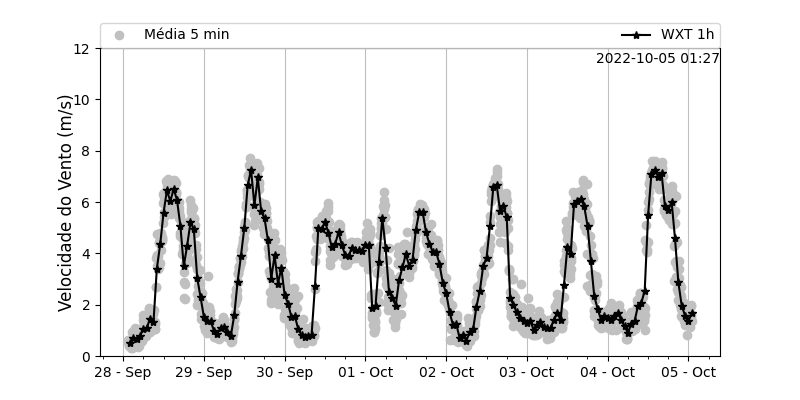 Média 5 min
WXT 1h
2022-10-05 01:27
Velocidade do Vento (m/s)
12
10
8
6
4
2
0
28 - Sep
29 - Sep
30 - Sep
01 - Oct
02 - Oct
03 - Oct
04 - Oct
05 - Oct